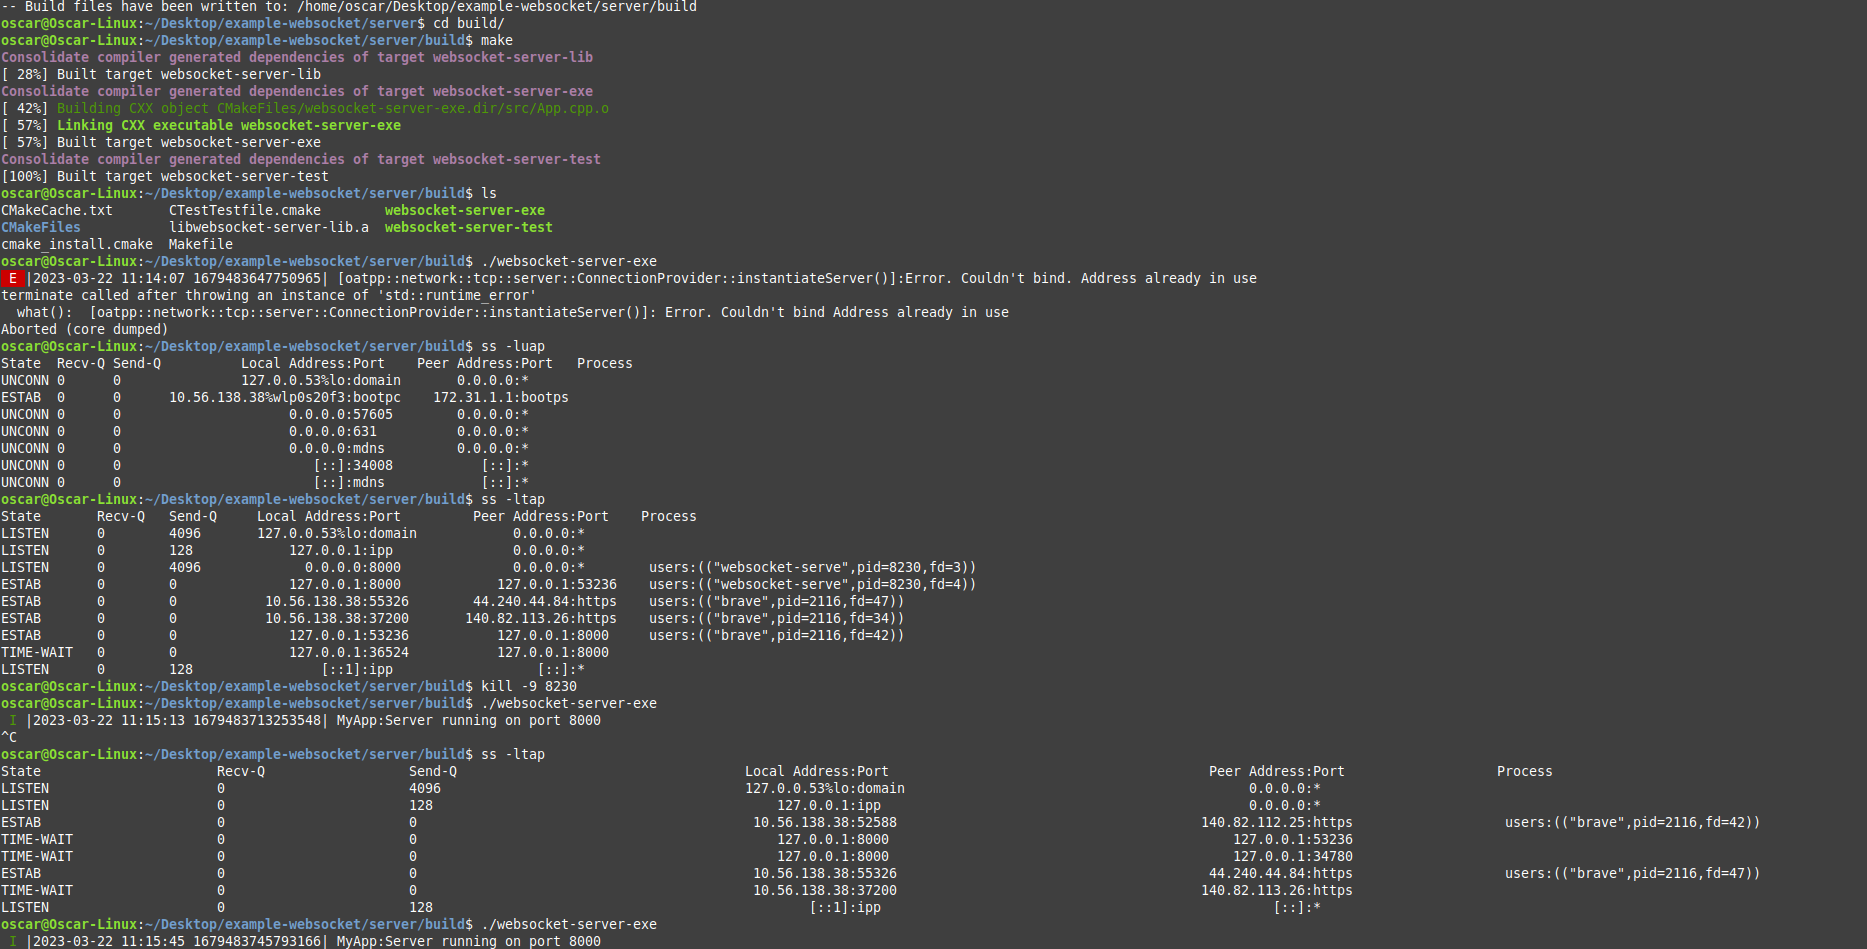 -- Build files have been written to: /home/oscar/Desktop/example-websocket/server/build
oscar@Oscar-Linux:~/Desktop/example-websocket/server$ cd build/
oscar@Oscar-Linux:~/Desktop/example-websocket/server/build$ make
Consolidate compiler generated dependencies of target websocket-server-lib
[ 28%] Built target websocket-server-lib
Consolidate compiler generated dependencies of target websocket-server-exe
[ 42%] Building CXX object CMakeFiles/websocket-server-exe.dir/src/App.cpp.o
[ 57%] Linking CXX executable websocket-server-exe
[ 57%] Built target websocket-server-exe
Consolidate compiler generated dependencies of target websocket-server-test
[100%] Built target websocket-server-test
oscar@Oscar-Linux:~/Desktop/example-websocket/server/build$ ls
CMakeCache.txt       CTestTestfile.cmake        websocket-server-exe
CMakeFiles           libwebsocket-server-lib.a  websocket-server-test
cmake_install.cmake  Makefile
oscar@Oscar-Linux:~/Desktop/example-websocket/server/build$ ./websocket-server-exe
 E |2023-03-22 11:14:07 1679483647750965| [oatpp::network::tcp::server::ConnectionProvider::instantiateServer()]:Error. Couldn't bind. Address already in use
terminate called after throwing an instance of 'std::runtime_error'
  what():  [oatpp::network::tcp::server::ConnectionProvider::instantiateServer()]: Error. Couldn't bind Address already in use
Aborted (core dumped)
oscar@Oscar-Linux:~/Desktop/example-websocket/server/build$ ss -luap
State  Recv-Q Send-Q          Local Address:Port    Peer Address:Port   Process
UNCONN 0      0               127.0.0.53%lo:domain       0.0.0.0:*
ESTAB  0      0      10.56.138.38%wlp0s20f3:bootpc    172.31.1.1:bootps
UNCONN 0      0                     0.0.0.0:57605        0.0.0.0:*
UNCONN 0      0                     0.0.0.0:631          0.0.0.0:*
UNCONN 0      0                     0.0.0.0:mdns         0.0.0.0:*
UNCONN 0      0                        [::]:34008           [::]:*
UNCONN 0      0                        [::]:mdns            [::]:*
oscar@Oscar-Linux:~/Desktop/example-websocket/server/build$ ss -ltap
State       Recv-Q   Send-Q     Local Address:Port         Peer Address:Port    Process
LISTEN      0        4096       127.0.0.53%lo:domain            0.0.0.0:*
LISTEN      0        128            127.0.0.1:ipp               0.0.0.0:*
LISTEN      0        4096             0.0.0.0:8000              0.0.0.0:*        users:(("websocket-serve",pid=8230,fd=3))
ESTAB       0        0              127.0.0.1:8000            127.0.0.1:53236    users:(("websocket-serve",pid=8230,fd=4))
ESTAB       0        0           10.56.138.38:55326        44.240.44.84:https    users:(("brave",pid=2116,fd=47))
ESTAB       0        0           10.56.138.38:37200       140.82.113.26:https    users:(("brave",pid=2116,fd=34))
ESTAB       0        0              127.0.0.1:53236           127.0.0.1:8000     users:(("brave",pid=2116,fd=42))
TIME-WAIT   0        0              127.0.0.1:36524           127.0.0.1:8000
LISTEN      0        128                [::1]:ipp                  [::]:*
oscar@Oscar-Linux:~/Desktop/example-websocket/server/build$ kill -9 8230
oscar@Oscar-Linux:~/Desktop/example-websocket/server/build$ ./websocket-server-exe
 I |2023-03-22 11:15:13 1679483713253548| MyApp:Server running on port 8000
^C
oscar@Oscar-Linux:~/Desktop/example-websocket/server/build$ ss -ltap
State   Recv-Q   Send-Q   Local Address:Port   Peer Address:Port   Process
LISTEN   0   4096   127.0.0.53%lo:domain   0.0.0.0:*
LISTEN   0   128   127.0.0.1:ipp   0.0.0.0:*
ESTAB   0   0   10.56.138.38:52588   140.82.112.25:https   users:(("brave",pid=2116,fd=42))
TIME-WAIT   0   0   127.0.0.1:8000   127.0.0.1:53236
TIME-WAIT   0   0   127.0.0.1:8000   127.0.0.1:34780
ESTAB   0   0   10.56.138.38:55326   44.240.44.84:https   users:(("brave",pid=2116,fd=47))
TIME-WAIT   0   0   10.56.138.38:37200   140.82.113.26:https
LISTEN   0   128   [::1]:ipp   [::]:*
oscar@Oscar-Linux:~/Desktop/example-websocket/server/build$ ./websocket-server-exe
 I |2023-03-22 11:15:45 1679483745793166| MyApp:Server running on port 8000